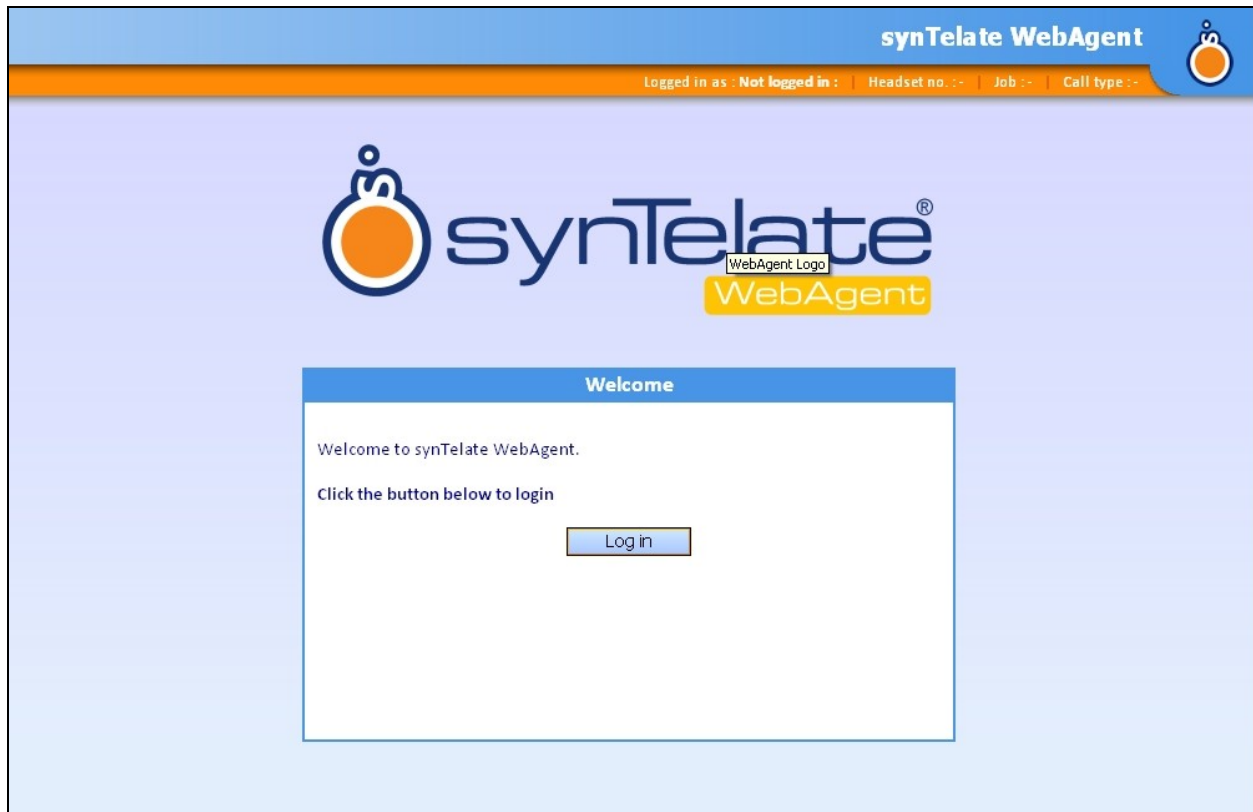 synTelate WebAgent
Logged in as : Not logged in : | Headset no. : - | Job : - | Call type : -
synTelate®
WebAgent Logo
WebAgent
Welcome
Welcome to synTelate WebAgent.
Click the button below to login
Log in